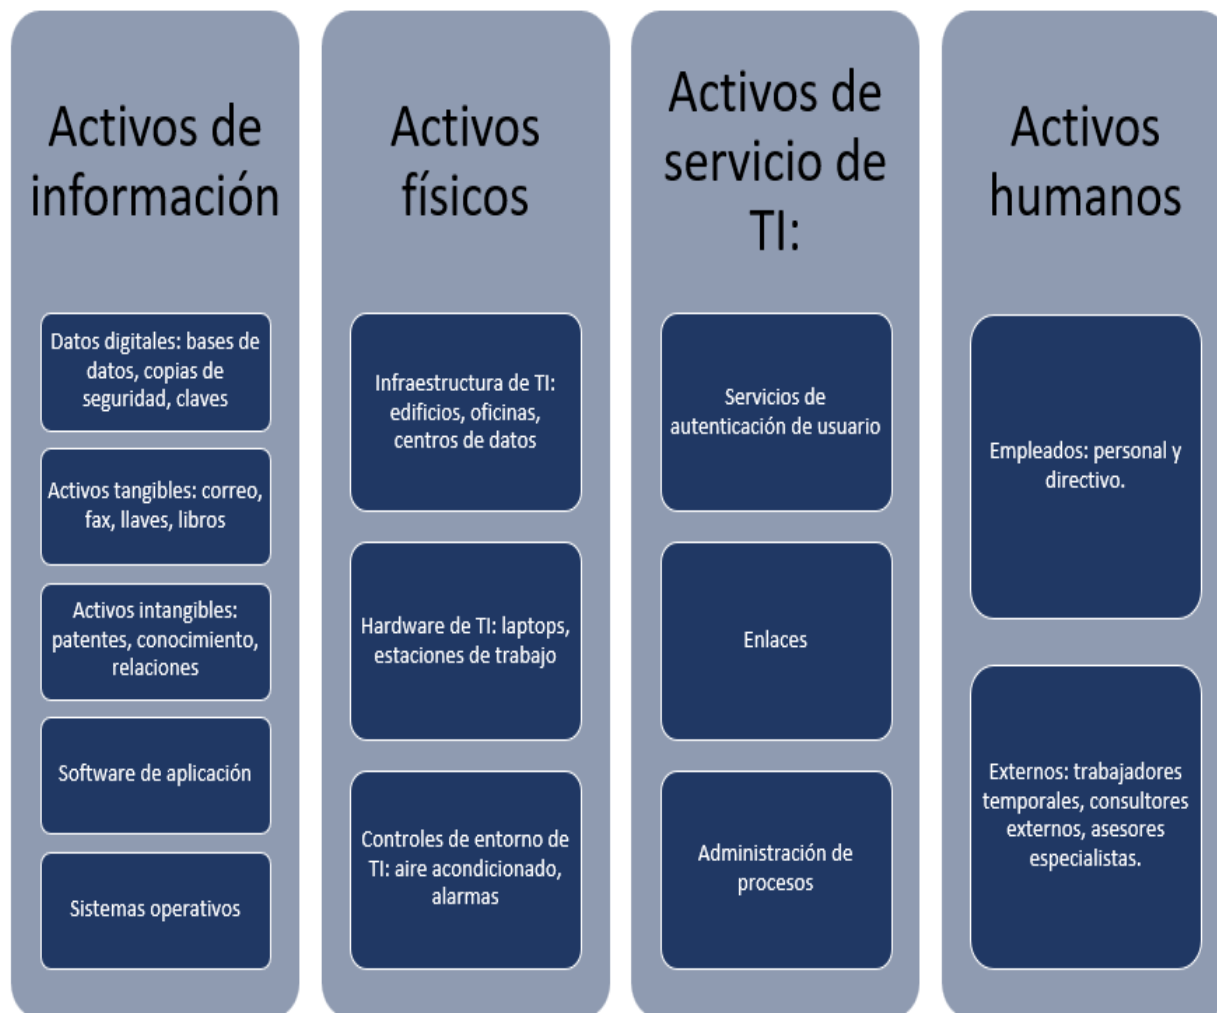 Activos de
información
Datos digitales: bases de
datos, copias de
seguridad, claves
Activos tangibles: correo,
fax, llaves, libros
Activos intangibles:
patentes, conocimiento,
relaciones
Software de aplicación
Sistemas operativos
Activos
físicos
Infraestructura de TI:
edificios, oficinas,
centros de datos
Hardware de TI: laptops,
estaciones de trabajo
Controles de entorno de
TI: aire acondicionado,
alarmas
Activos de
servicio de
TI:
Servicios de
autenticación de usuario
Enlaces
Administración de
procesos
Activos
humanos
Empleados: personal y
directivo.
Externos: trabajadores
temporales, consultores
externos, asesores
especialistas.